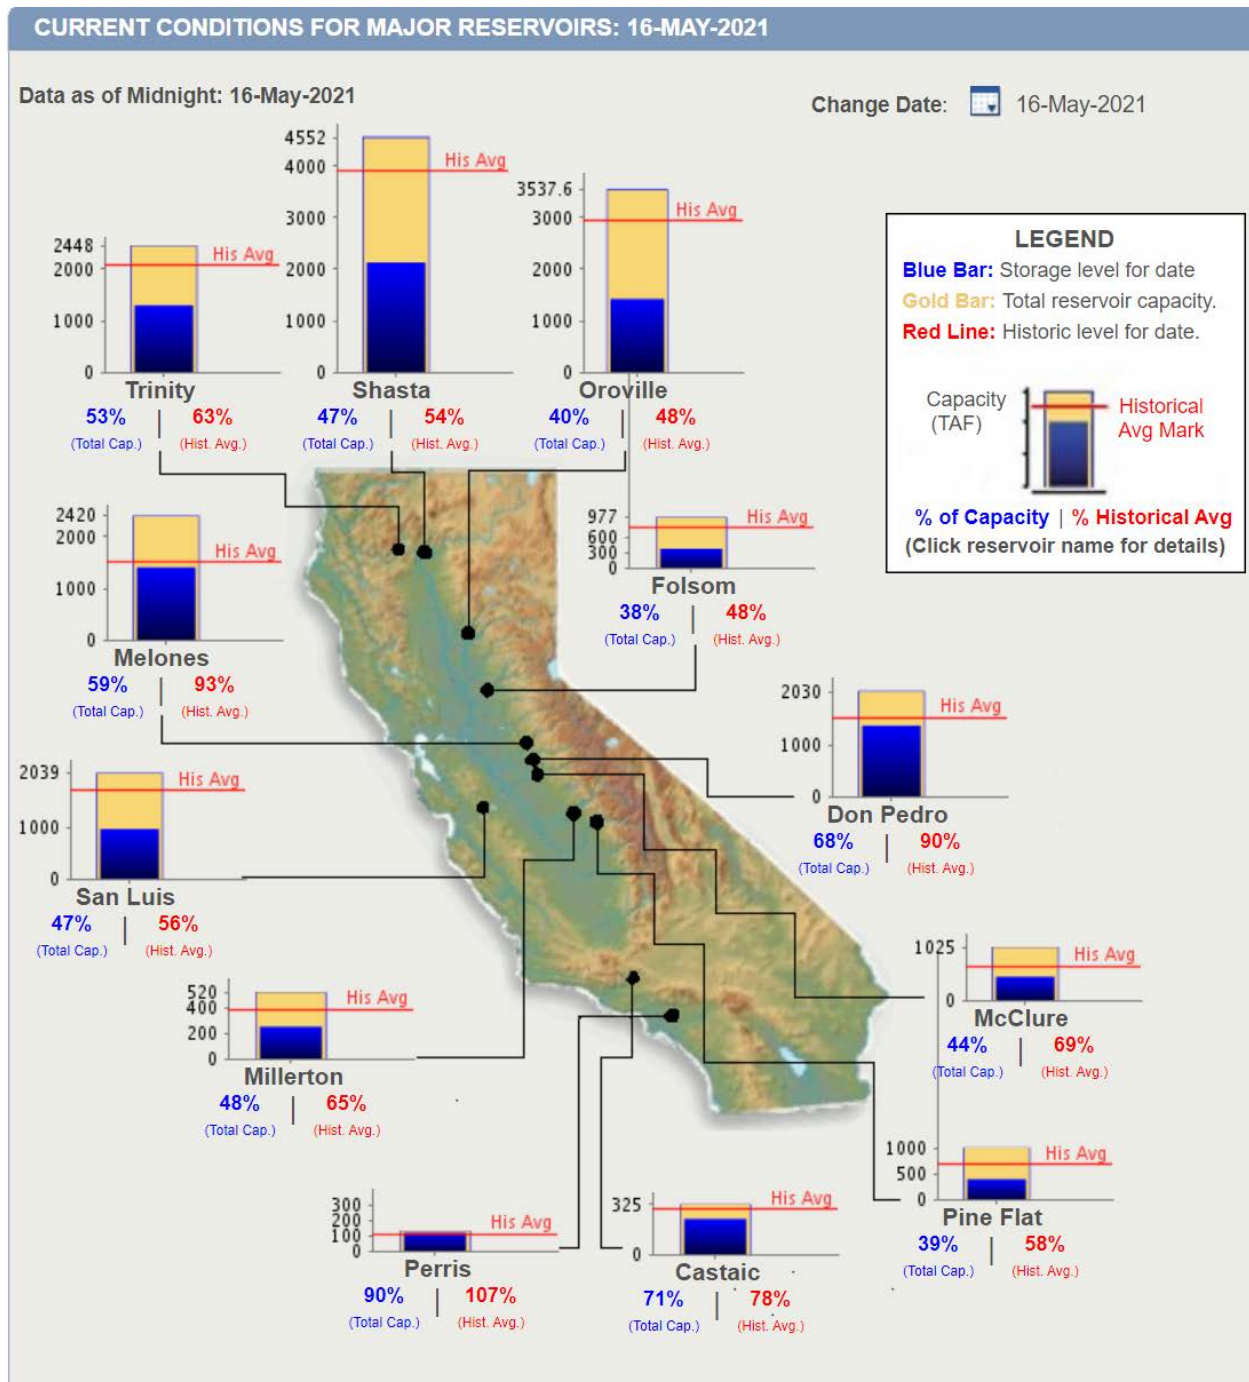 CURRENT CONDITIONS FOR MAJOR RESERVOIRS: 16-MAY-2021
Data as of Midnight: 16-May-2021
Change Date: 16-May-2021
4552
4000
3000
2000
1000
0
His Avg
Shasta
47% | 54%
(Total Cap.) (Hist. Avg.)
3537.6
3000
2000
1000
0
His Avg
Oroville
40% | 48%
(Total Cap.) (Hist. Avg.)
2448
2000
1000
0
His Avg
Trinity
53% | 63%
(Total Cap.) (Hist. Avg.)
LEGEND
Blue Bar: Storage level for date
Gold Bar: Total reservoir capacity.
Red Line: Historic level for date.
Capacity
(TAF)
Historical
Avg Mark
% of Capacity | % Historical Avg
(Click reservoir name for details)
2420
2000
1000
0
His Avg
Melones
59% | 93%
(Total Cap.) (Hist. Avg.)
977
600
300
0
His Avg
Folsom
38% | 48%
(Total Cap.) (Hist. Avg.)
2030
1000
0
His Avg
Don Pedro
68% | 90%
(Total Cap.) (Hist. Avg.)
2039
1000
0
His Avg
San Luis
47% | 56%
(Total Cap.) (Hist. Avg.)
1025
0
His Avg
McClure
44% | 69%
(Total Cap.) (Hist. Avg.)
520
400
200
0
His Avg
Millerton
48% | 65%
(Total Cap.) (Hist. Avg.)
1000
500
0
His Avg
Pine Flat
39% | 58%
(Total Cap.) (Hist. Avg.)
300
200
100
0
His Avg
Perris
90% | 107%
(Total Cap.) (Hist. Avg.)
325
0
His Avg
Castaic
71% | 78%
(Total Cap.) (Hist. Avg.)